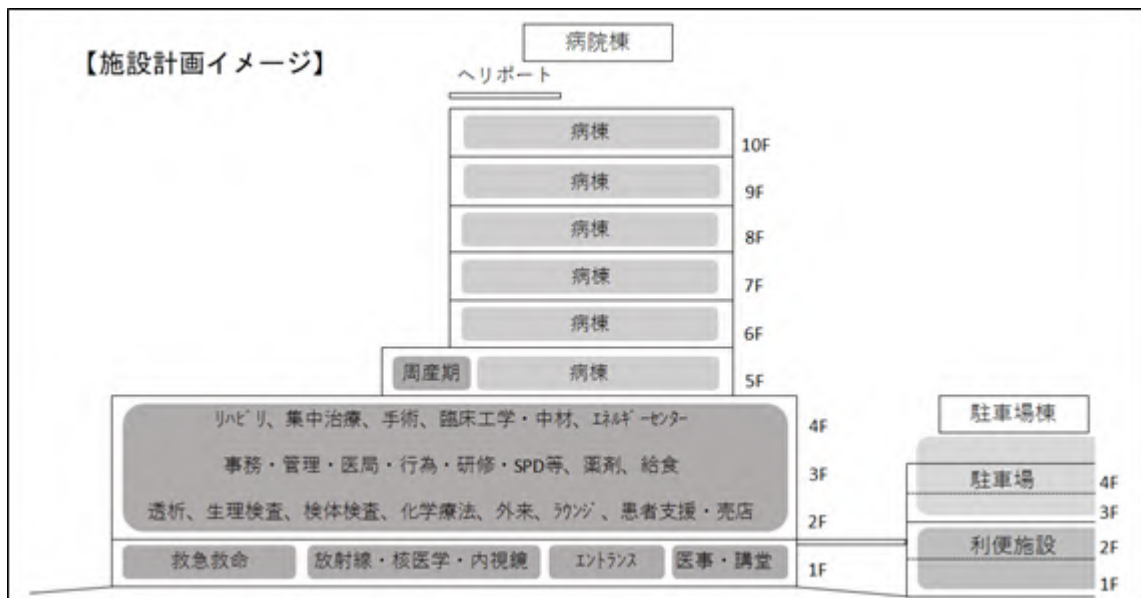 病院棟
【施設計画イメージ】
ヘリポート
病棟
10F
病棟
9F
病棟
8F
病棟
7F
病棟
6F
周産期 病棟
5F
リハビリ、集中治療、手術、臨床工学・中材、エネルギーセンター
4F
事務・管理・医局・行為・研修・SPD等、薬剤、給食
3F
透析、生理検査、検体検査、化学療法、外来、ラウンジ、患者支援・売店
2F
救急救命 放射線・核医学・内視鏡 エントランス 医事・講堂
1F
駐車場棟
駐車場
4F
3F
利便施設
2F
1F